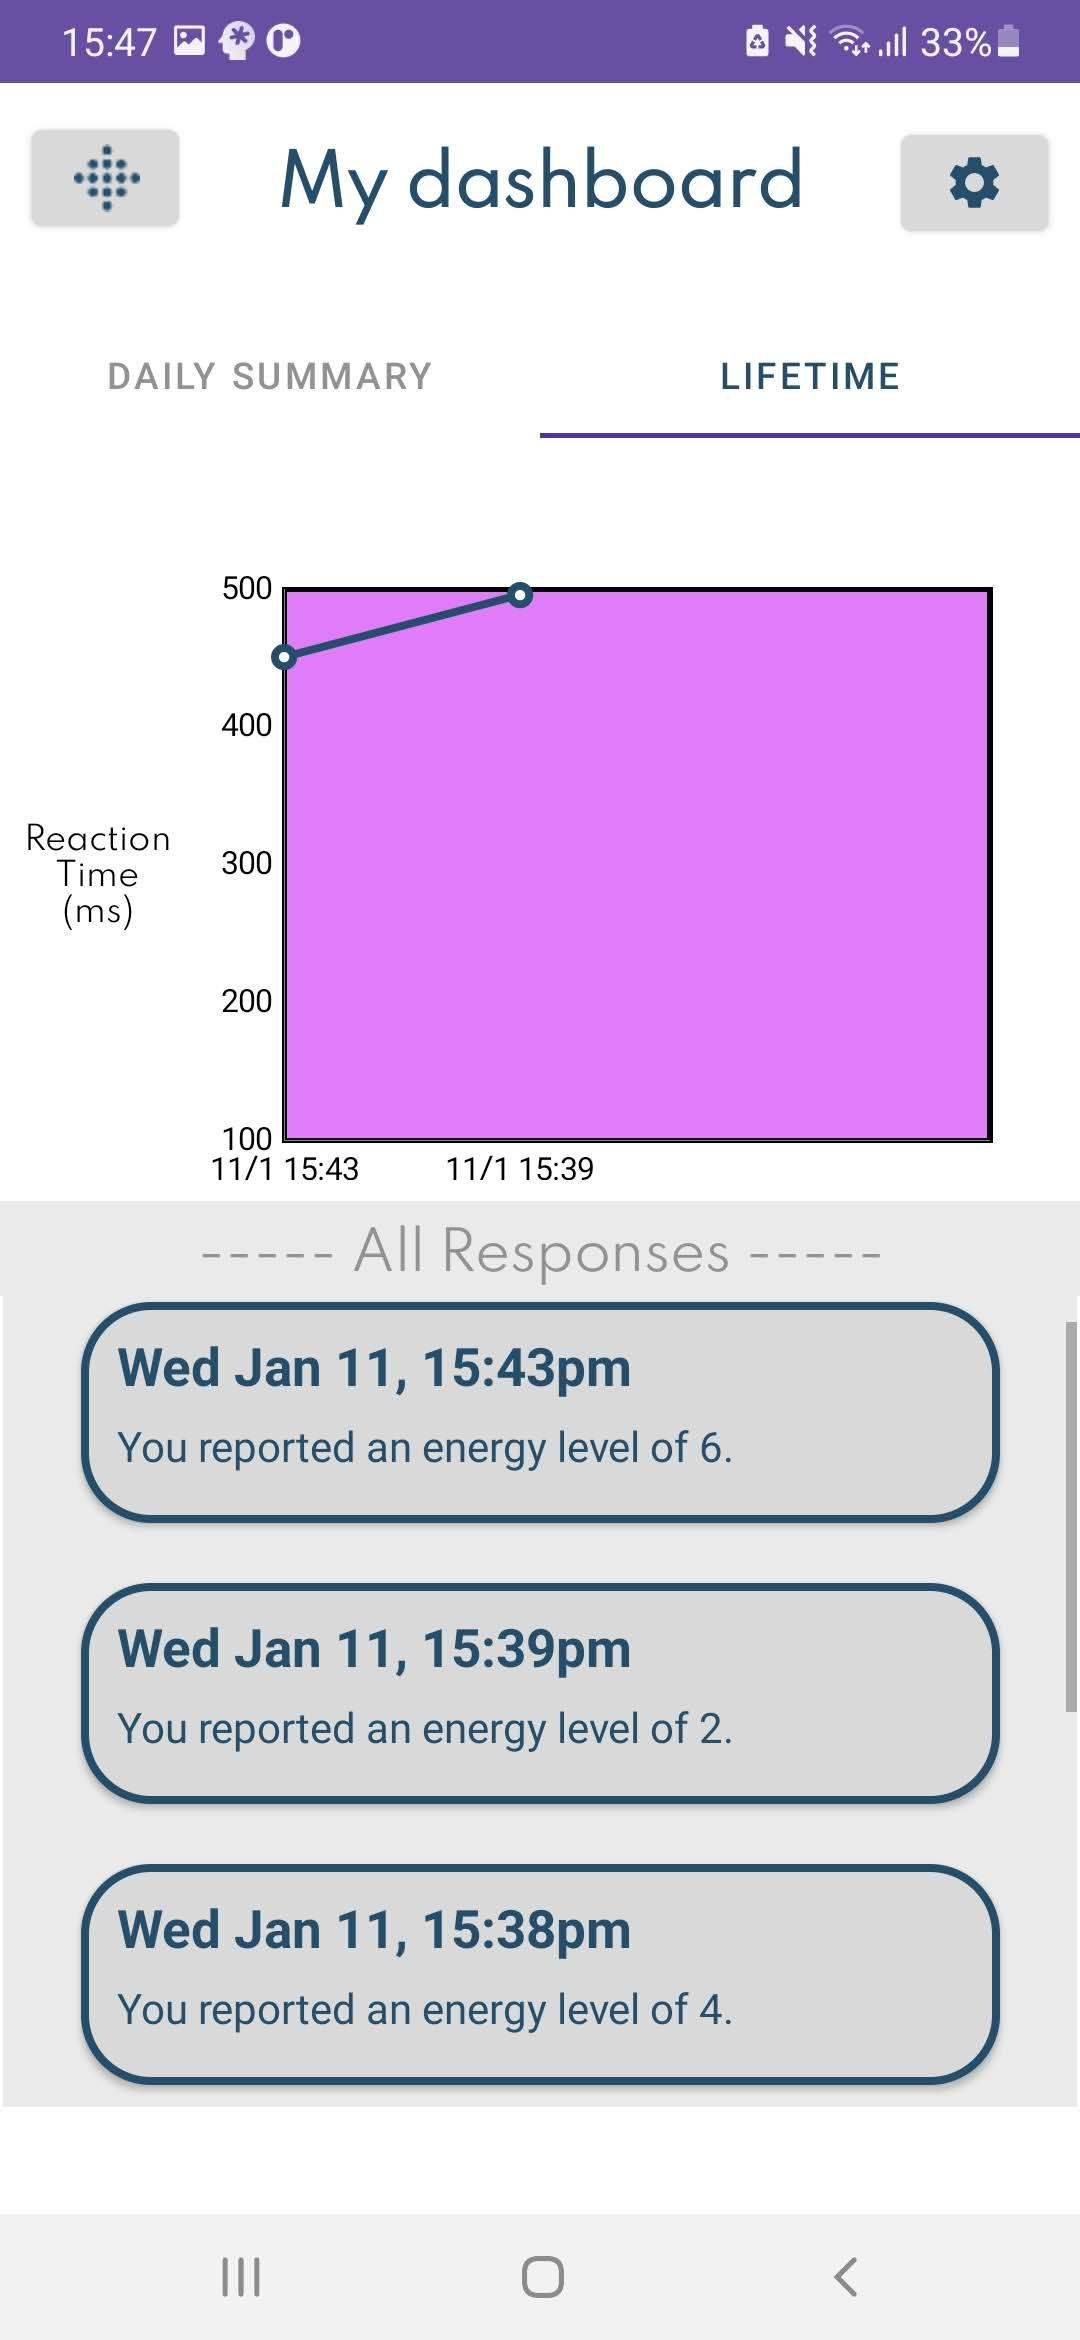 15:47 33%
My dashboard
DAILY SUMMARY LIFETIME
500
400
Reaction
Time
(ms)
300
200
100
11/1 15:43 11/1 15:39
----- All Responses -----
Wed Jan 11, 15:43pm
You reported an energy level of 6.
Wed Jan 11, 15:39pm
You reported an energy level of 2.
Wed Jan 11, 15:38pm
You reported an energy level of 4.